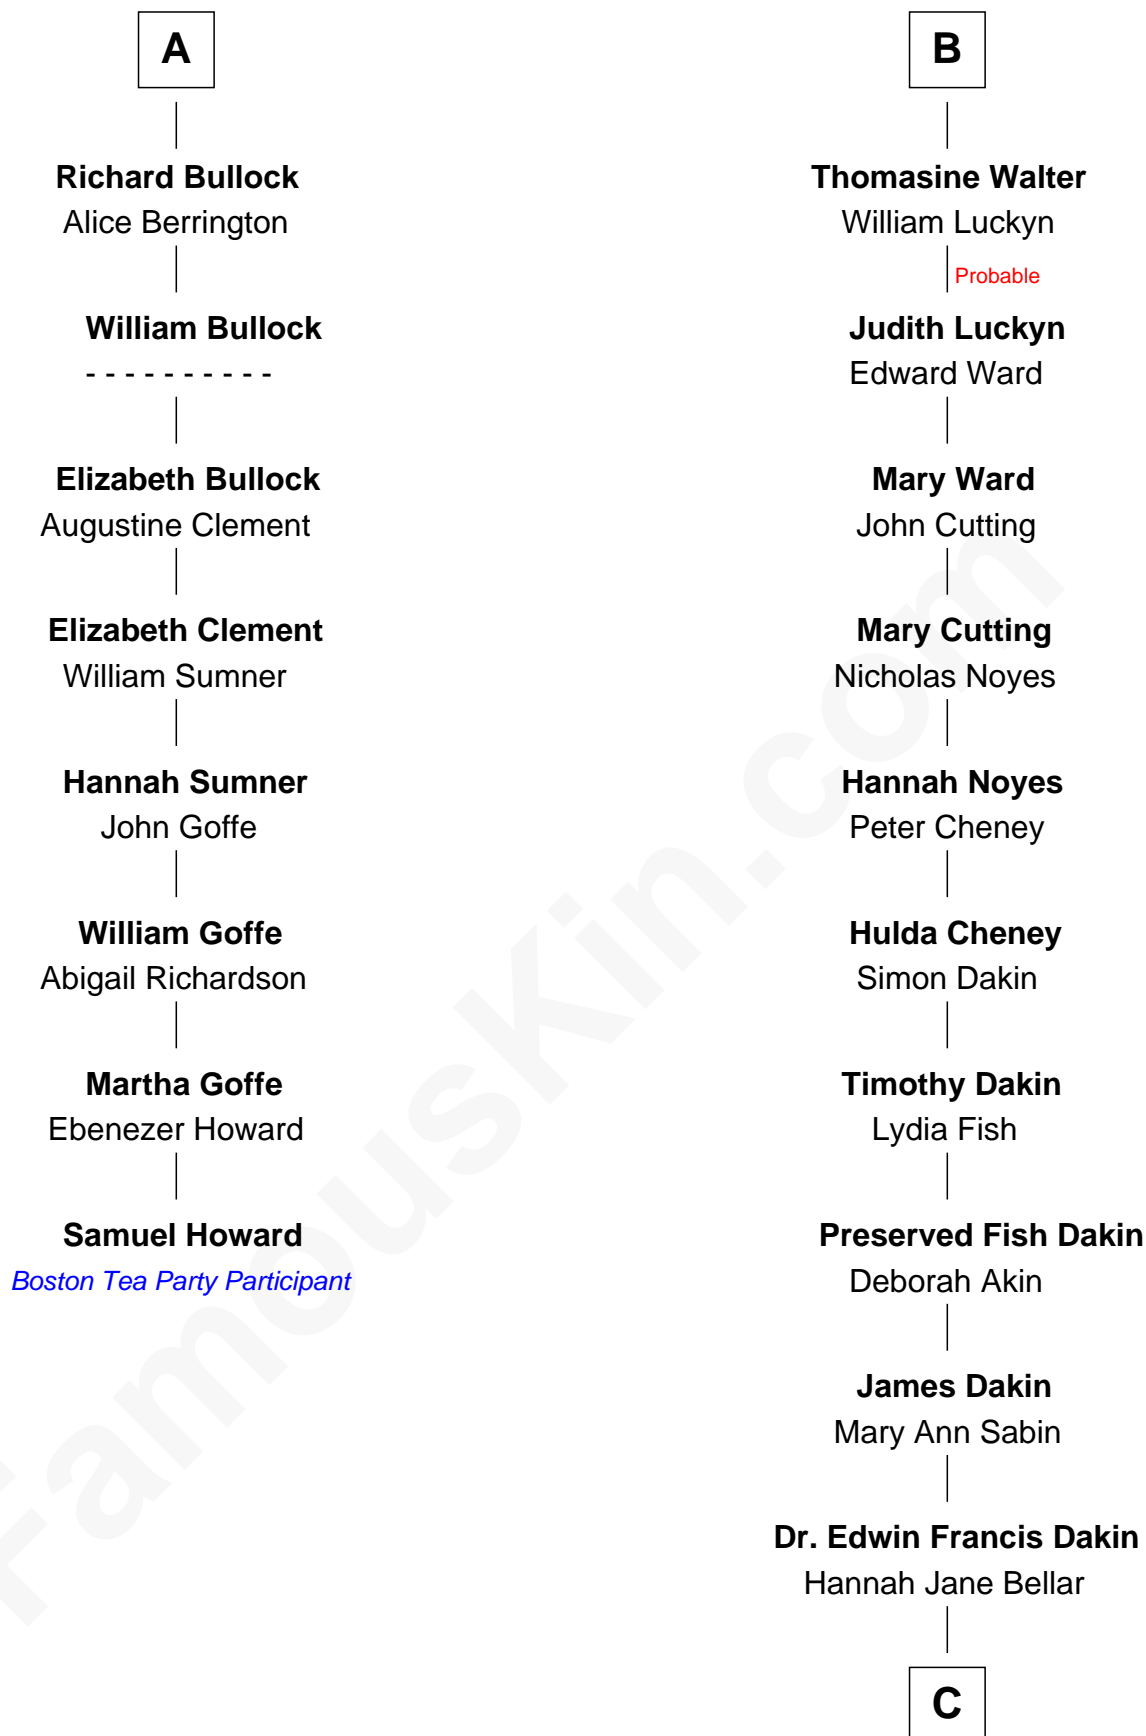 A
Richard Bullock
Alice Berrington
William Bullock
- - - - - - - - - -
Elizabeth Bullock
Augustine Clement
Elizabeth Clement
William Sumner
Hannah Sumner
John Goffe
William Goffe
Abigail Richardson
Martha Goffe
Ebenezer Howard
Samuel Howard
Boston Tea Party Participant
B
Thomasine Walter
William Luckyn
Probable
Judith Luckyn
Edward Ward
Mary Ward
John Cutting
Mary Cutting
Nicholas Noyes
Hannah Noyes
Peter Cheney
Hulda Cheney
Simon Dakin
Timothy Dakin
Lydia Fish
Preserved Fish Dakin
Deborah Akin
James Dakin
Mary Ann Sabin
Dr. Edwin Francis Dakin
Hannah Jane Bellar
C
FamousKin.com